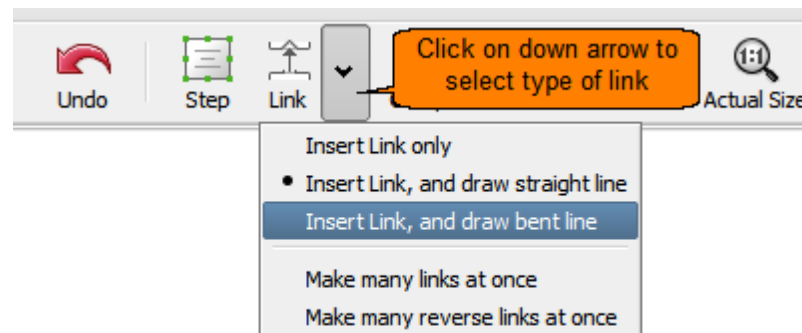 Undo
Step
Link
Click on down arrow to
select type of link
1:1
Actual Size
Insert Link only
Insert Link, and draw straight line
Insert Link, and draw bent line
Make many links at once
Make many reverse links at once